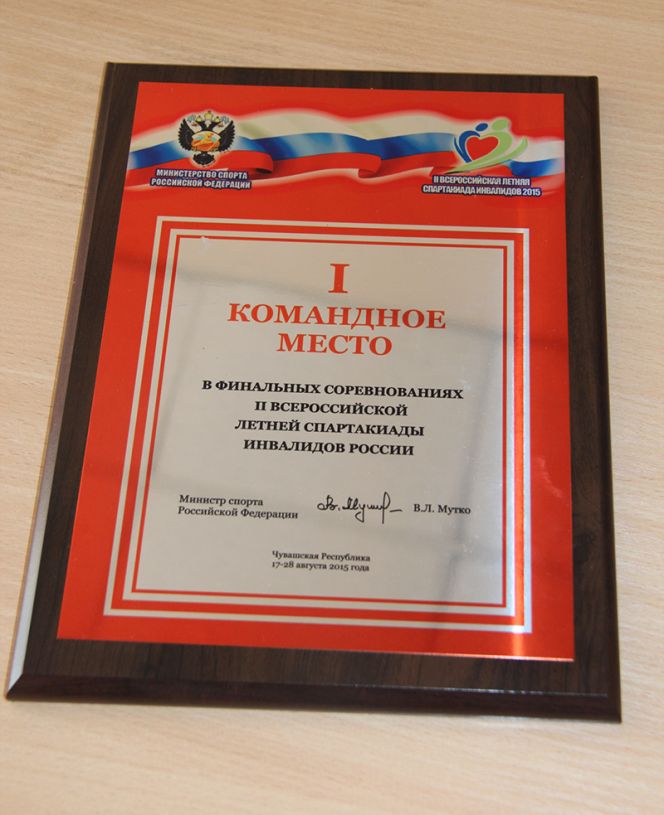 МИНИСТЕРСТВО СПОРТА
РОССИЙСКОЙ ФЕДЕРАЦИИ
II ВСЕРОССИЙСКАЯ ЛЕТНЯЯ
СПАРТАКИАДА ИНВАЛИДОВ 2015
I
КОМАНДНОЕ
МЕСТО
В ФИНАЛЬНЫХ СОРЕВНОВАНИЯХ
II ВСЕРОССИЙСКОЙ
ЛЕТНЕЙ СПАРТАКИАДЫ
ИНВАЛИДОВ РОССИИ
Министр спорта
Российской Федерации
В.Л. Мутко
Чувашская Республика
17-28 августа 2015 года